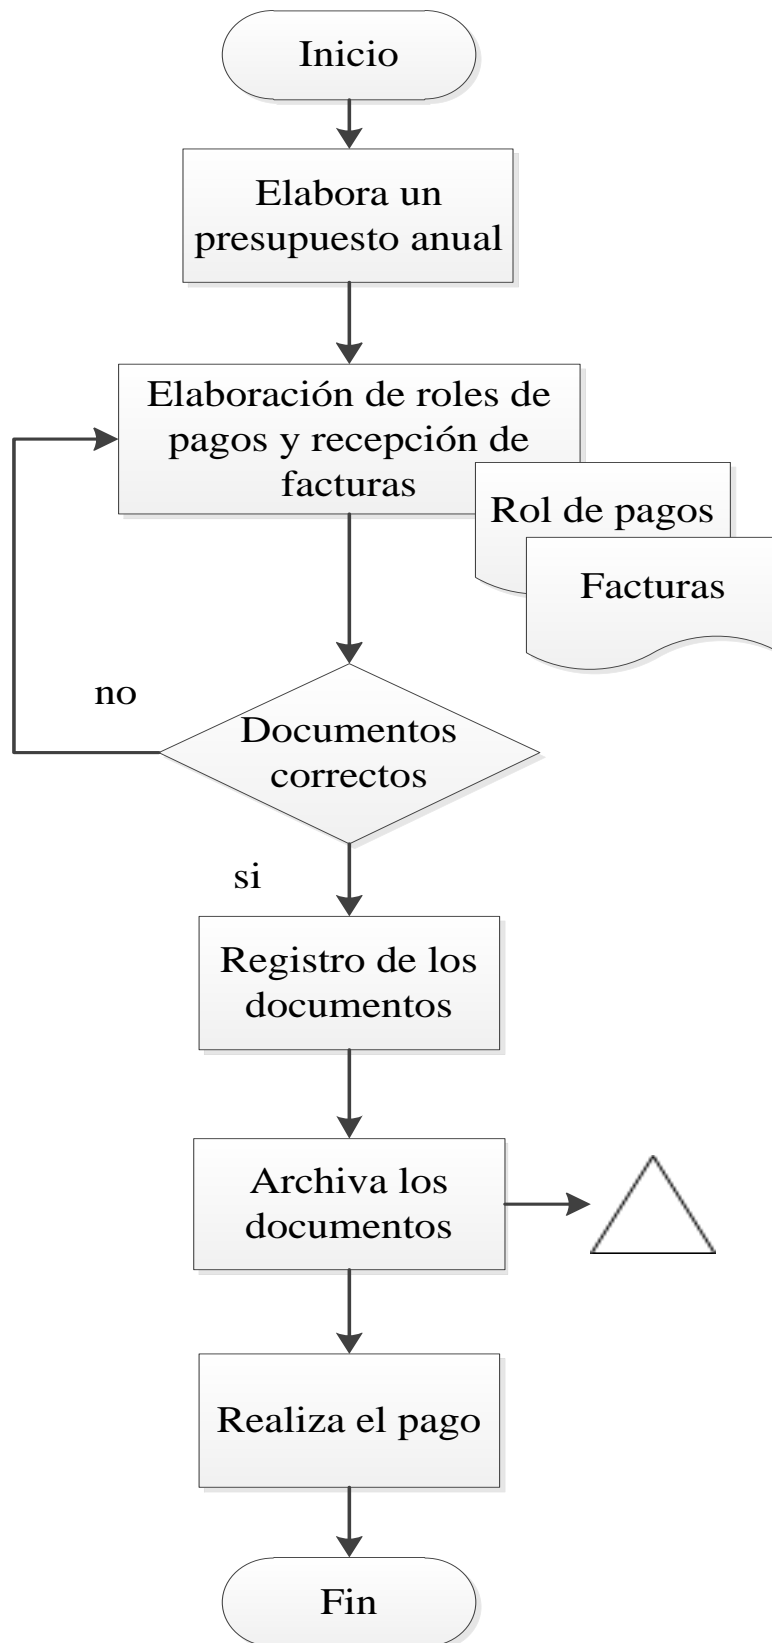 Inicio
Elabora un
presupuesto anual
Elaboración de roles de
pagos y recepción de
facturas
Rol de pagos
Facturas
no
Documentos
correctos
si
Registro de los
documentos
Archiva los
documentos
Realiza el pago
Fin